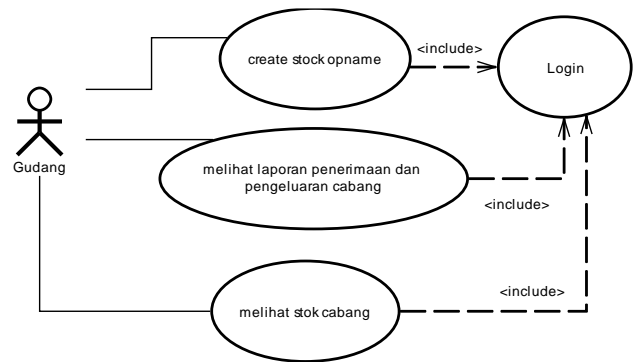 create stock opname
<include>
Login
Gudang
melihat laporan penerimaan dan
pengeluaran cabang
<include>
<include>
melihat stok cabang